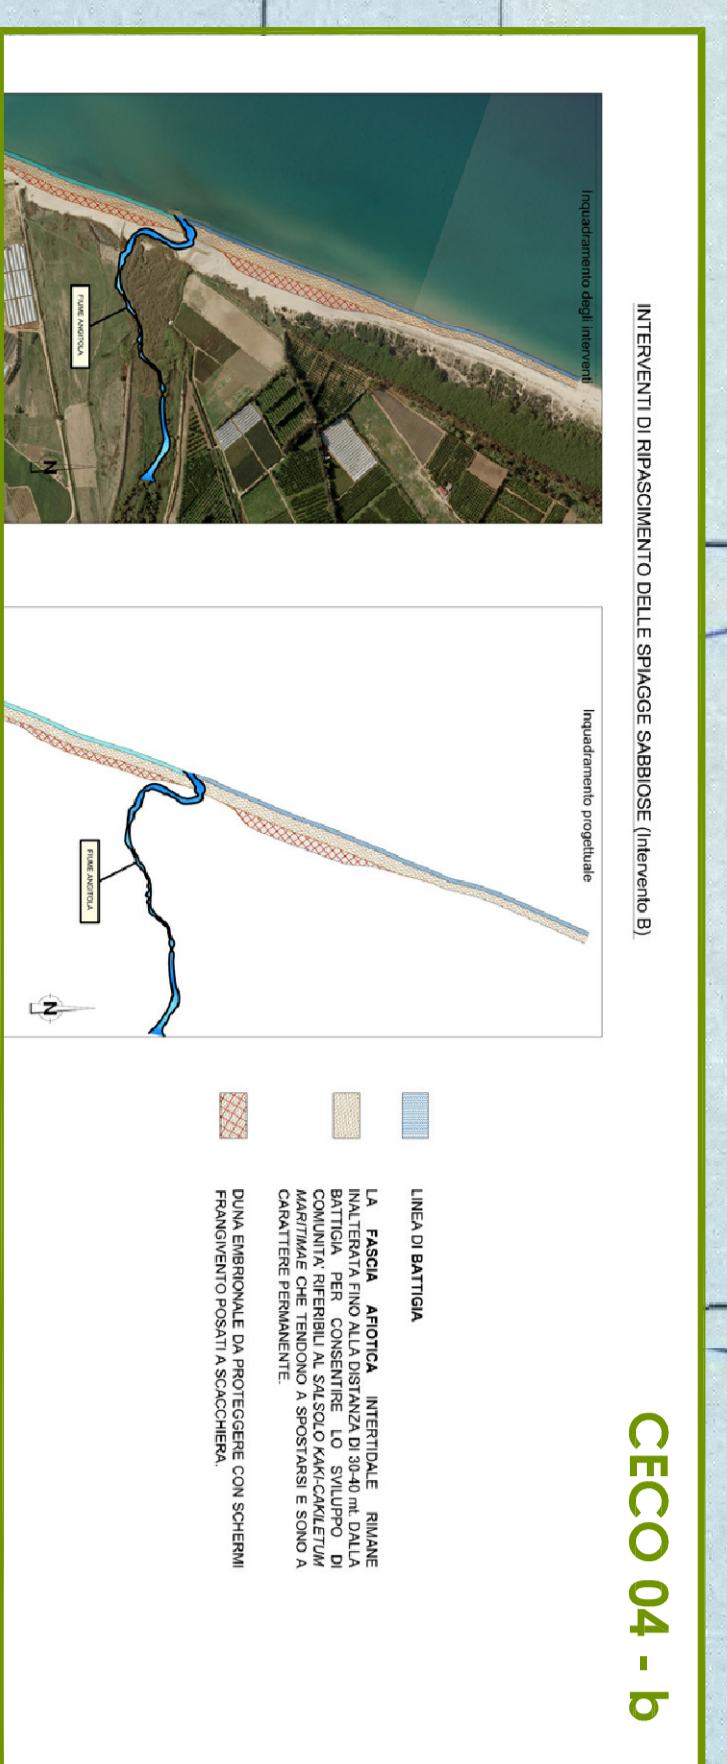 CECO 04 - b
INTERVENTI DI RIPASCIMENTO DELLE SPIAGGE SABBIOSE (Intervento B)
Inquadramento degli interventi
FIUME ANGITOLA
N
Inquadramento progettuale
FIUME ANGITOLA
N
LINEA DI BATTIGIA
LA FASCIA AFIOTICA INTERTIDALE RIMANE
INALTERATA FINO ALLA DISTANZA DI 30-40 mt. DALLA
BATTIGIA PER CONSENTIRE LO SVILUPPO DI
COMUNITA' RIFERIBILI AL SALSOLO KAKI-CAKILETUM
MARITIMAE CHE TENDONO A SPOSTARSI E SONO A
CARATTERE PERMANENTE.
DUNA EMBRIONALE DA PROTEGGERE CON SCHERMI
FRANGIVENTO POSATI A SCACCHIERA.